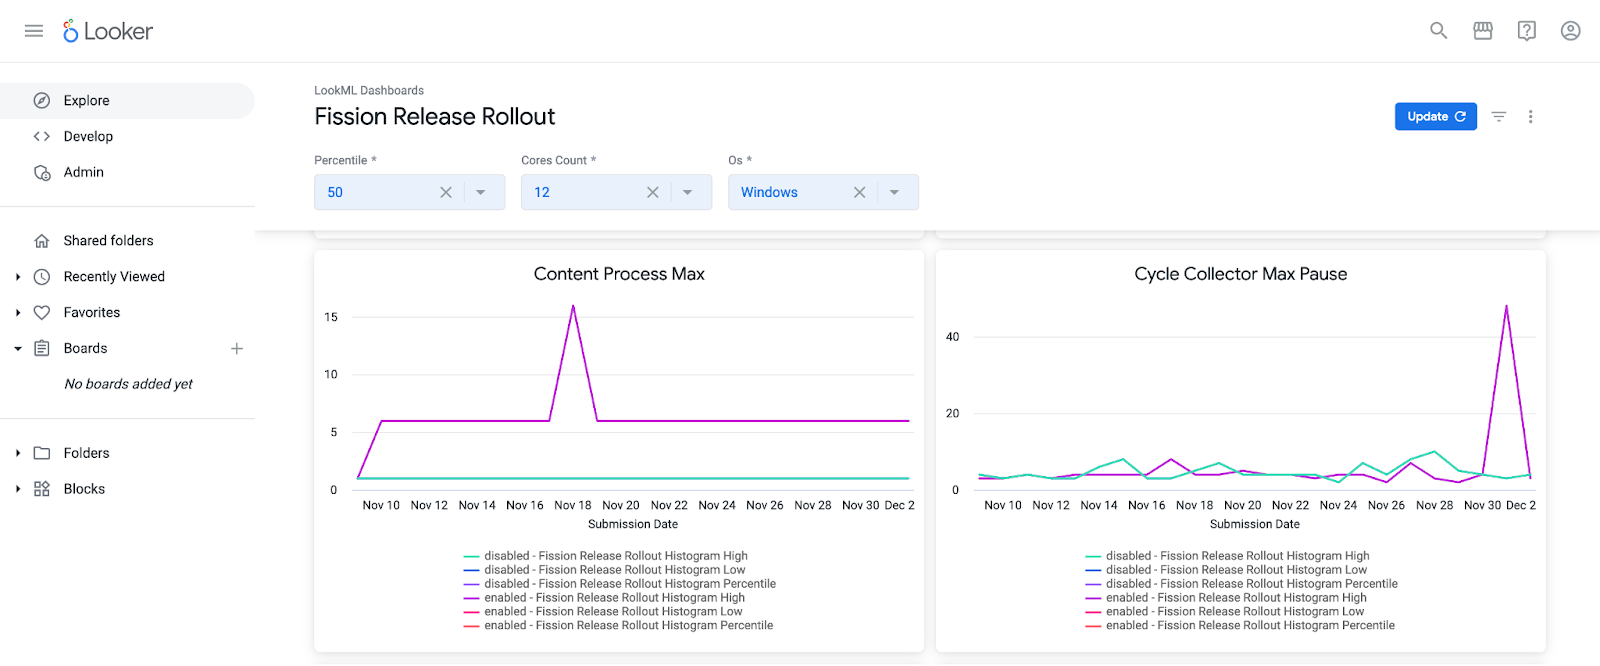 Looker
Explore
Develop
Admin
Shared folders
Recently Viewed
Favorites
Boards
No boards added yet
Folders
Blocks
LookML Dashboards
Fission Release Rollout
Update
Percentile * Cores Count * Os *
50 12 Windows
Content Process Max
15
10
5
0
Nov 10 Nov 12 Nov 14 Nov 16 Nov 18 Nov 20 Nov 22 Nov 24 Nov 26 Nov 28 Nov 30 Dec 2
Submission Date
disabled - Fission Release Rollout Histogram High
disabled - Fission Release Rollout Histogram Low
disabled - Fission Release Rollout Histogram Percentile
enabled - Fission Release Rollout Histogram High
enabled - Fission Release Rollout Histogram Low
enabled - Fission Release Rollout Histogram Percentile
Cycle Collector Max Pause
40
20
0
Nov 10 Nov 12 Nov 14 Nov 16 Nov 18 Nov 20 Nov 22 Nov 24 Nov 26 Nov 28 Nov 30 Dec 2
Submission Date
disabled - Fission Release Rollout Histogram High
disabled - Fission Release Rollout Histogram Low
disabled - Fission Release Rollout Histogram Percentile
enabled - Fission Release Rollout Histogram High
enabled - Fission Release Rollout Histogram Low
enabled - Fission Release Rollout Histogram Percentile